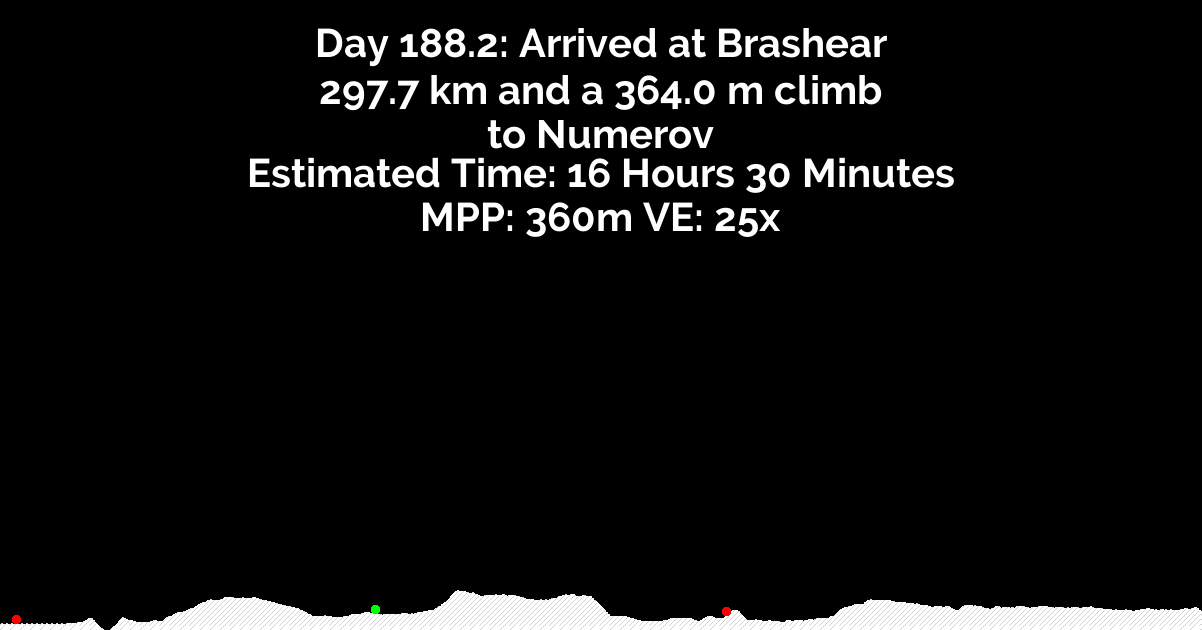 Day 188.2: Arrived at Brashear
297.7 km and a 364.0 m climb
to Numerov
Estimated Time: 16 Hours 30 Minutes
MPP: 360m VE: 25x